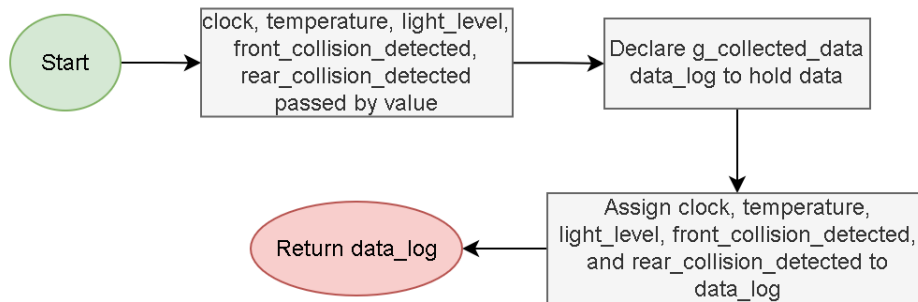 Start
clock, temperature, light_level,
front_collision_detected,
rear_collision_detected
passed by value
Declare g_collected_data
data_log to hold data
Assign clock, temperature,
light_level, front_collision_detected,
and rear_collision_detected to
data_log
Return data_log